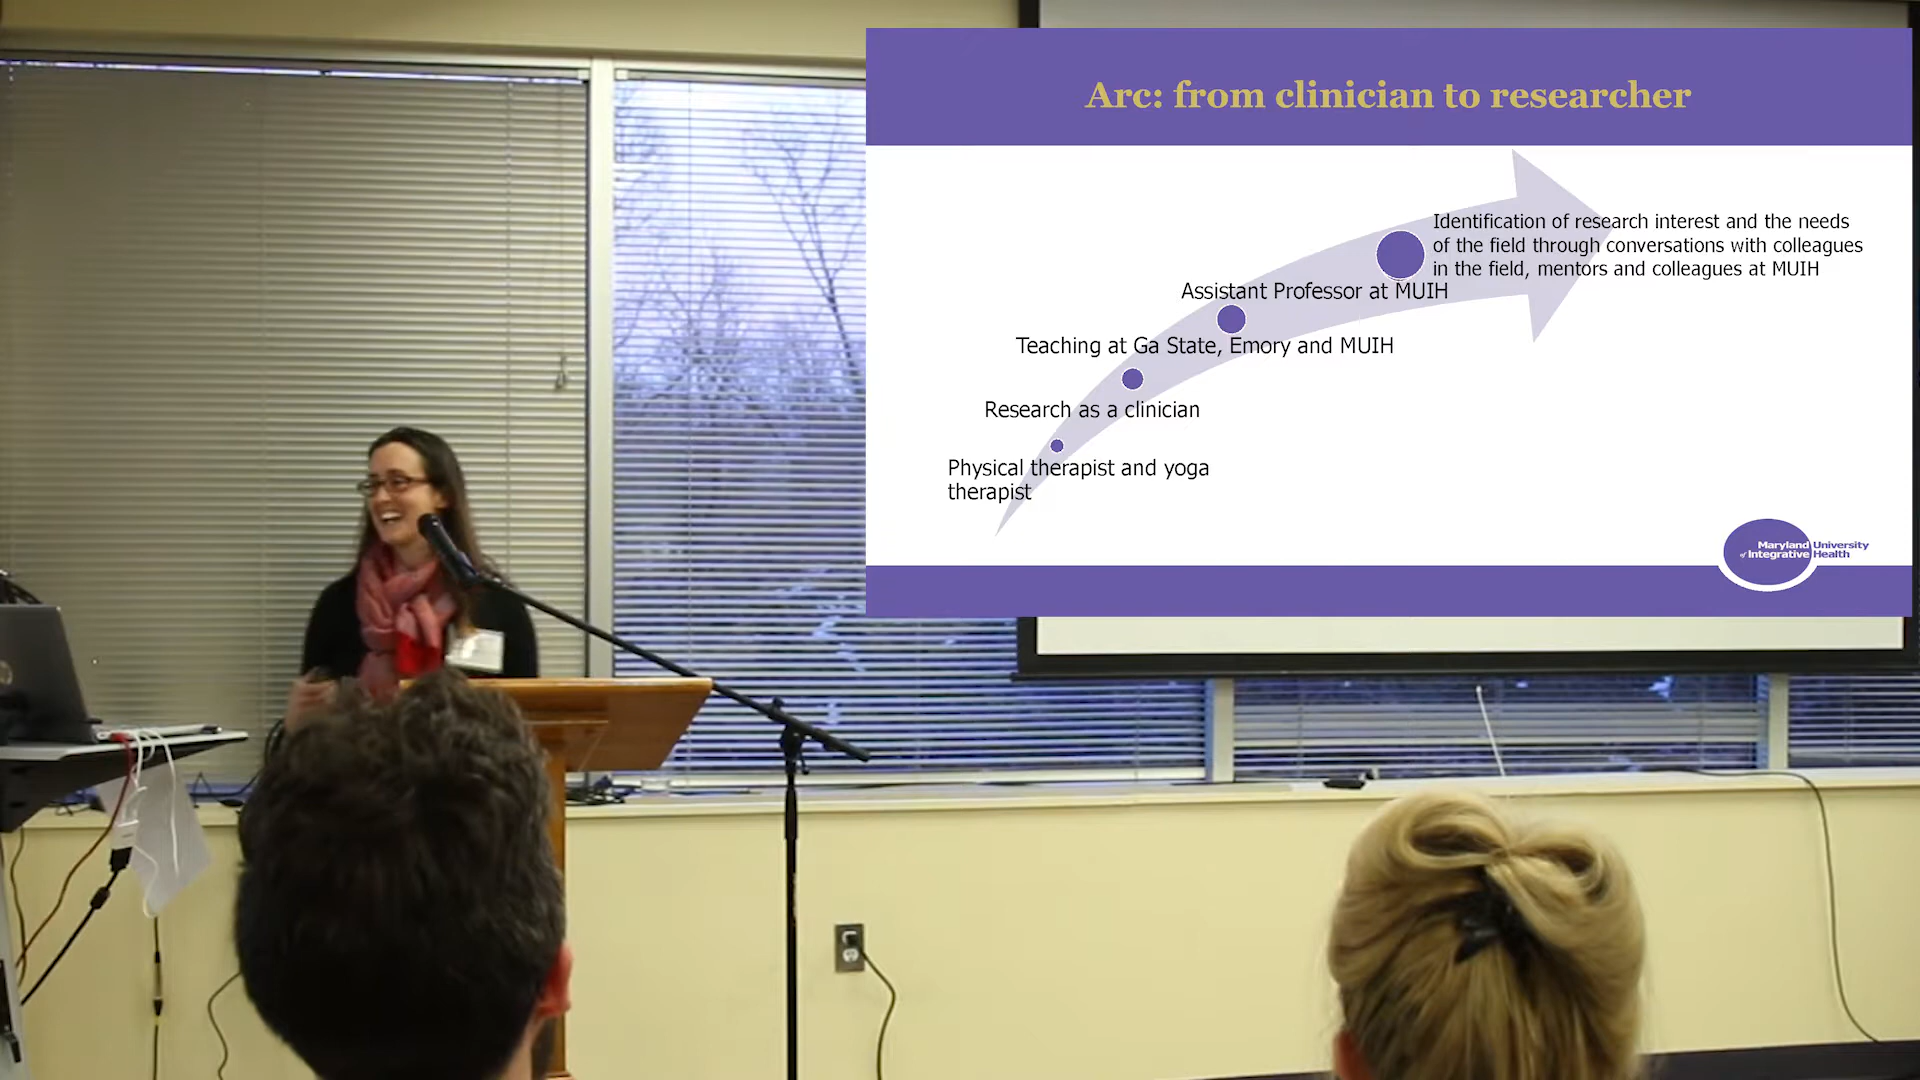 Arc: from clinician to researcher
Identification of research interest and the needs
of the field through conversations with colleagues
in the field, mentors and colleagues at MUIH
Assistant Professor at MUIH
Teaching at Ga State, Emory and MUIH
Research as a clinician
Physical therapist and yoga
therapist
Maryland University
of Integrative Health